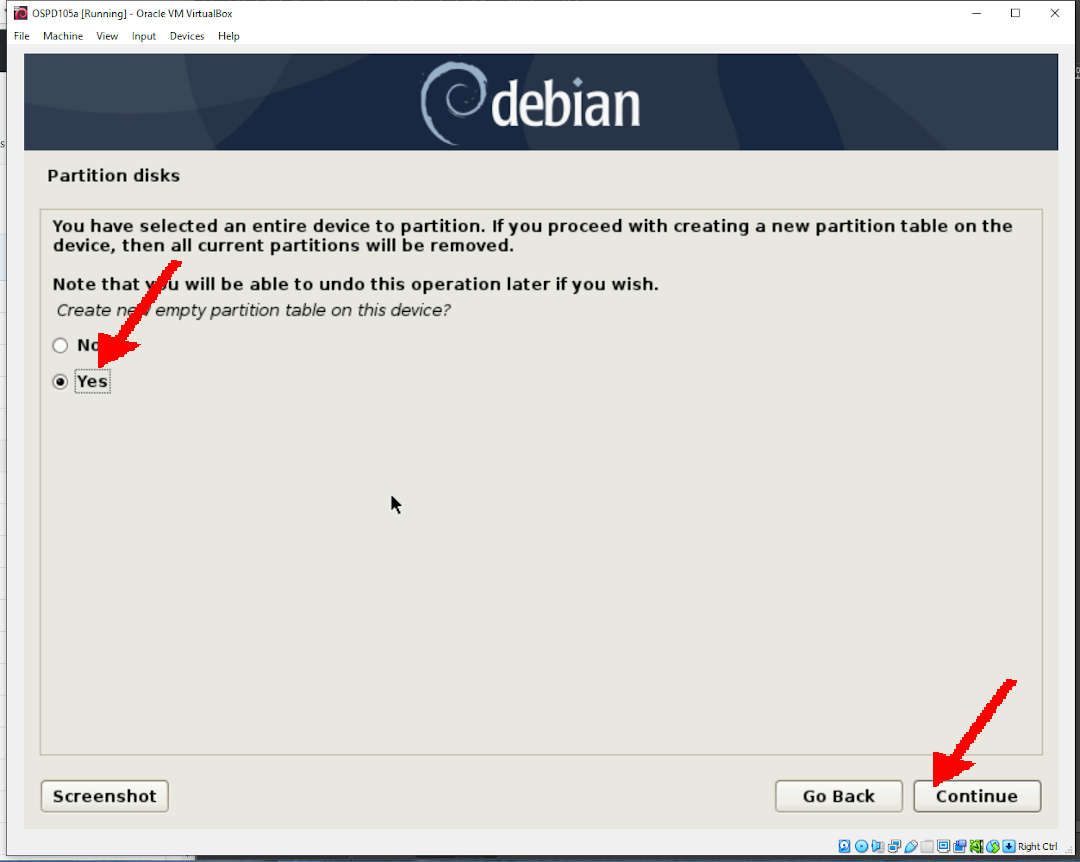 OSPD105a [Running] - Oracle VM VirtualBox
File Machine View Input Devices Help
debian
Partition disks
You have selected an entire device to partition. If you proceed with creating a new partition table on the
device, then all current partitions will be removed.
Note that you will be able to undo this operation later if you wish.
Create new empty partition table on this device?
No
Yes
Screenshot
Go Back
Continue
Right Ctrl